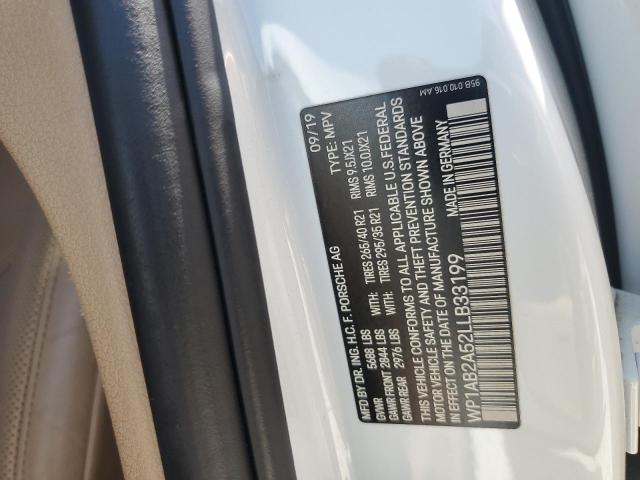 MFD BY DR. ING. H.C. F. PORSCHE AG 09/19
GVWR 5688 LBS TYPE: MPV
GAWR FRONT 2844 LBS WITH: TIRES 265/40 R21 RIMS 9.5JX21
GAWR REAR 2976 LBS WITH: TIRES 295/35 R21 RIMS 10.0JX21
THIS VEHICLE CONFORMS TO ALL APPLICABLE U.S.FEDERAL
MOTOR VEHICLE SAFETY AND THEFT PREVENTION STANDARDS
IN EFFECT ON THE DATE OF MANUFACTURE SHOWN ABOVE
WP1AB2A52LLB33199 MADE IN GERMANY
95B.010.016 AM